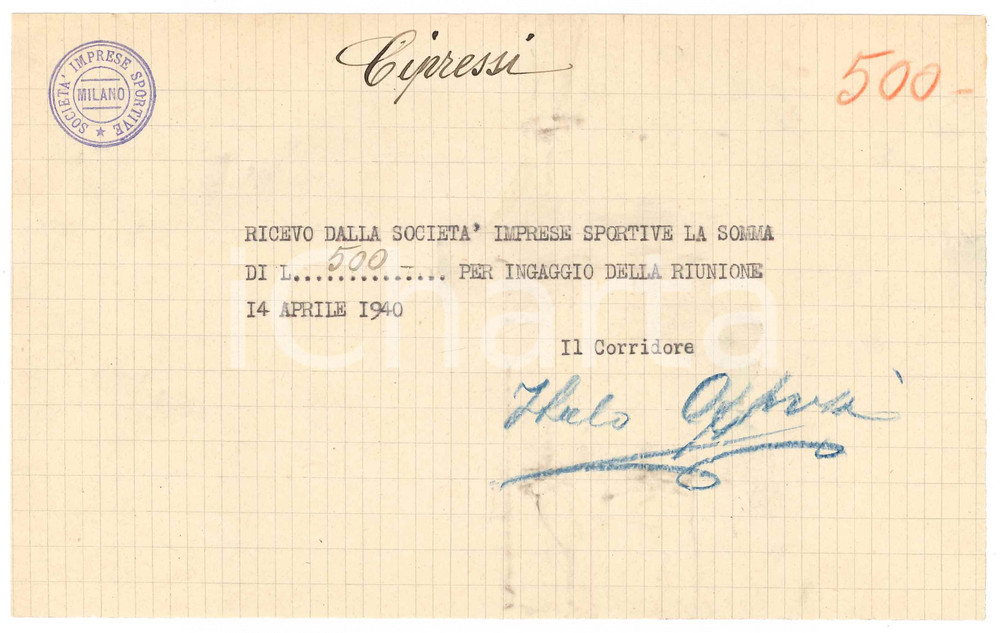 SOCIETA' IMPRESE SPORTIVE
MILANO
Cipressi
500-
RICEVO DALLA SOCIETA' IMPRESE SPORTIVE LA SOMMA
DI L...500........ PER INGAGGIO DELLA RIUNIONE
14 APRILE 1940
Il Corridore
Italo
icharta